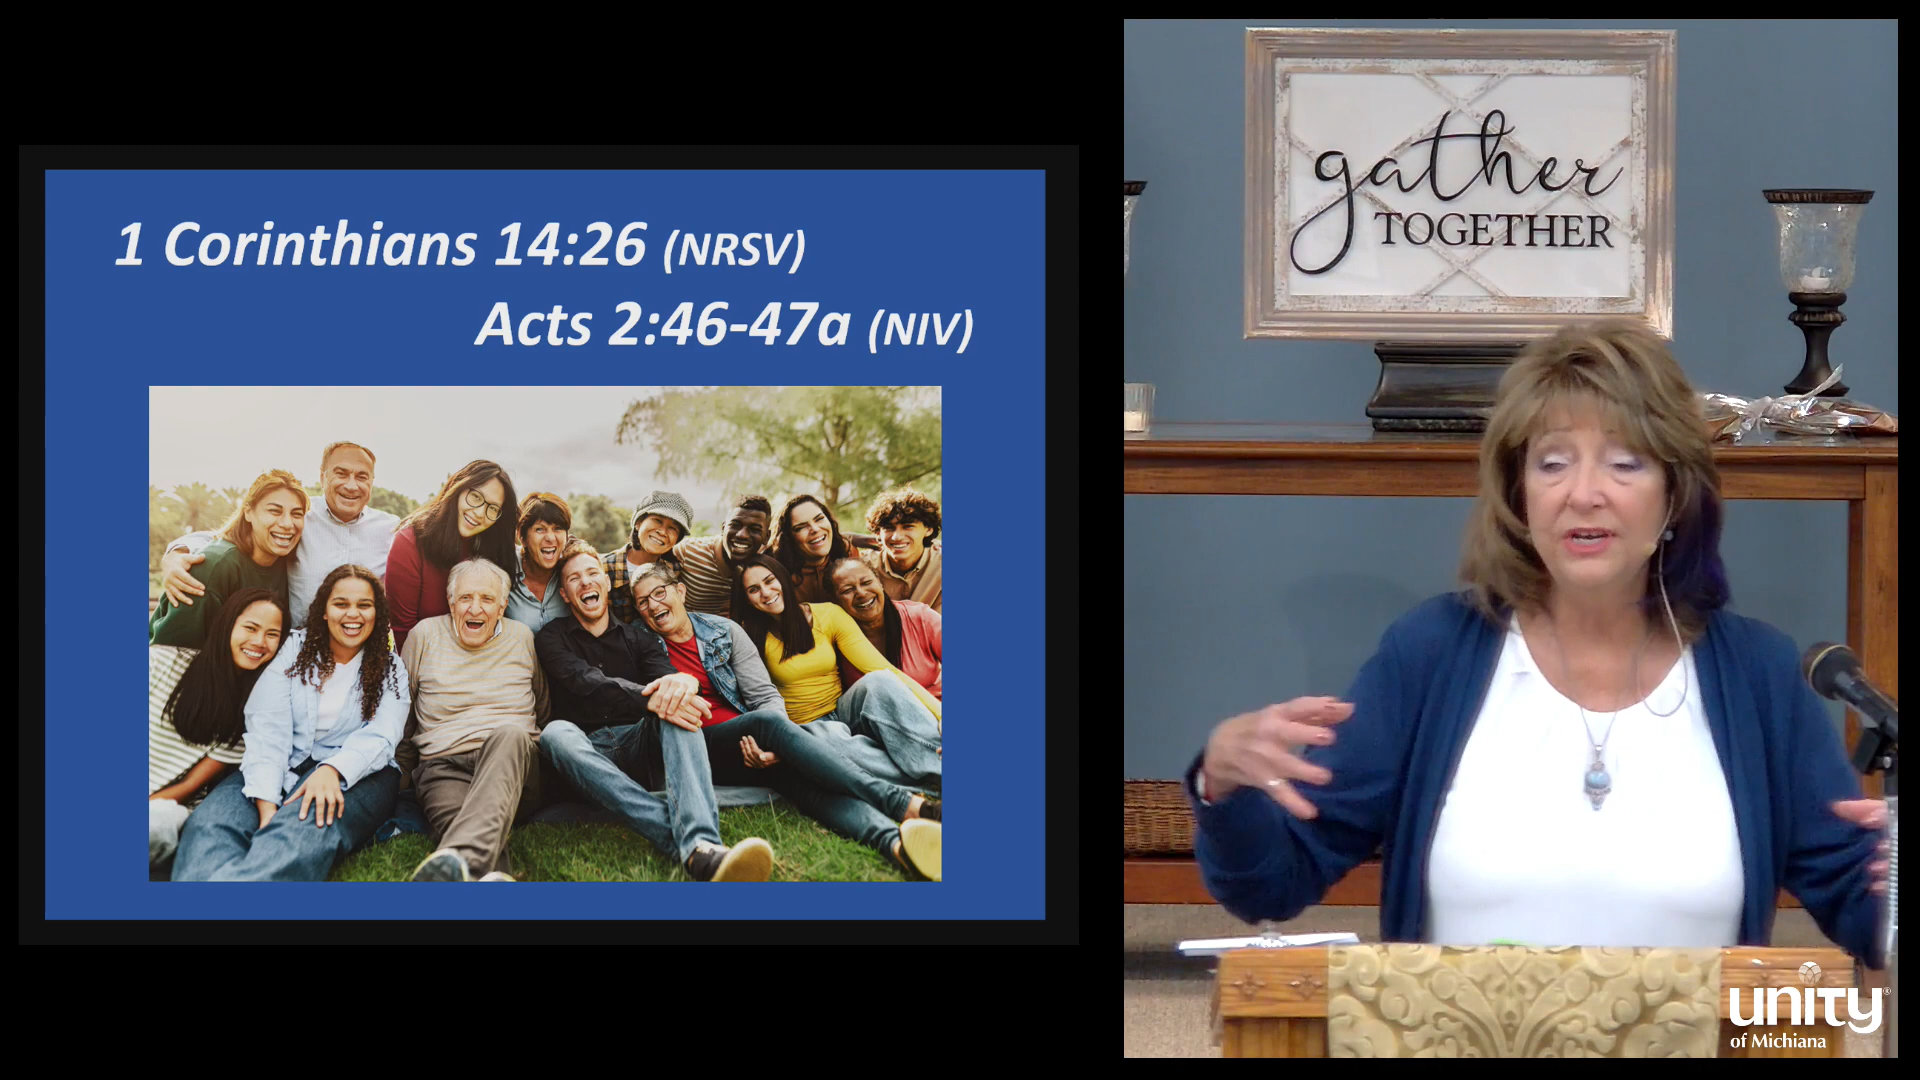 1 Corinthians 14:26 (NRSV)
Acts 2:46-47a (NIV)
gather
TOGETHER
unity®
of Michiana